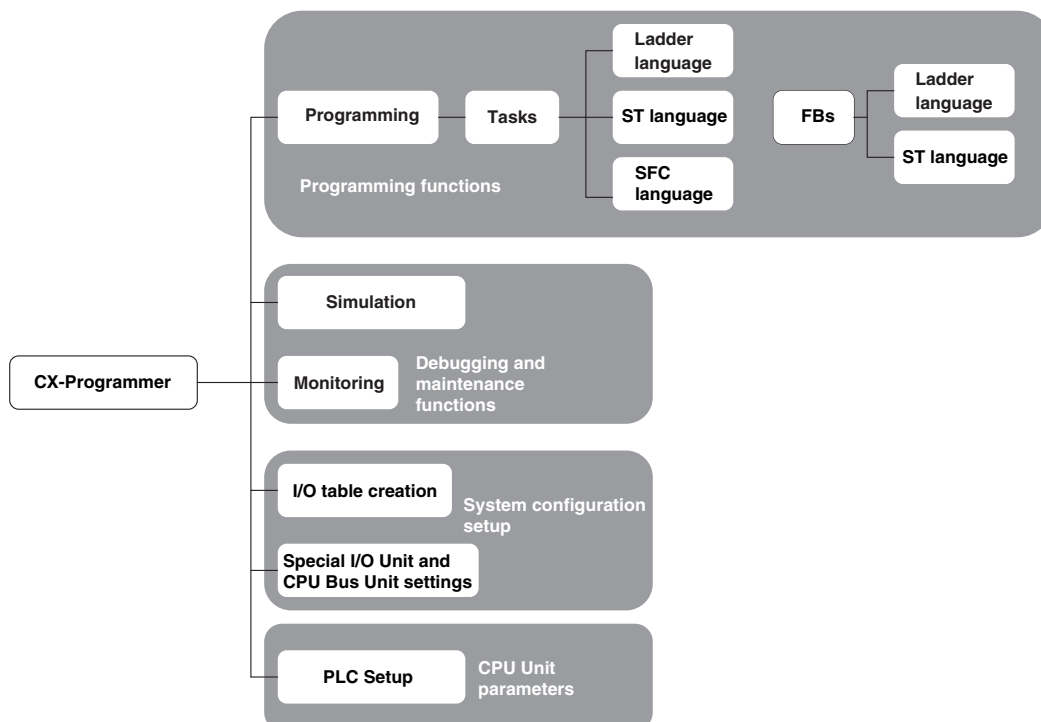 Ladder
language
Ladder
language
Programming
Tasks
ST language
FBs
ST language
SFC
language
Programming functions
Simulation
CX-Programmer
Monitoring
Debugging and
maintenance
functions
I/O table creation
System configuration
setup
Special I/O Unit and
CPU Bus Unit settings
PLC Setup
CPU Unit
parameters